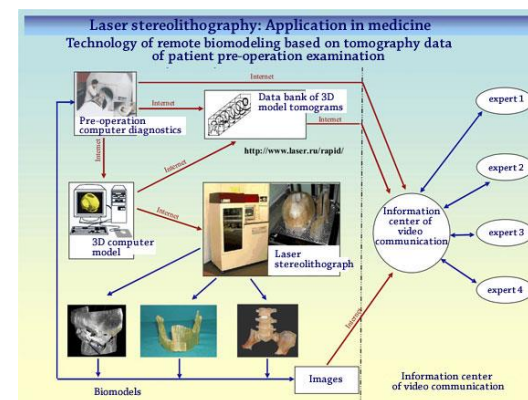 Laser stereolithography: Application in medicine
Technology of remote biomodeling based on tomography data
of patient pre-operation examination
Internet
Internet
Pre-operation
computer diagnostics
Data bank of 3D
model tomograms
Internet
expert 1
Internet
Internet
http://www.laser.ru/rapid/
expert 2
Internet
Information
center of
video
communication
expert 3
3D computer
model
Laser
stereolithograph
expert 4
Internet
Images
Biomodels
Information center
of video communication